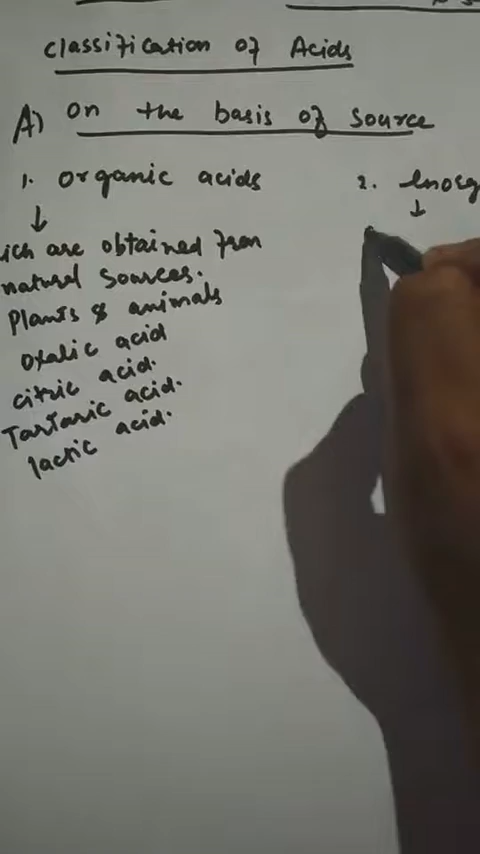 Classification of Acids
A) on the basis of Source
1. organic acids
2. Inorg
ich are obtained from
natural sources.
Plants & animals
oxalic acid
citric acid.
Tartaric acid.
lactic acid.